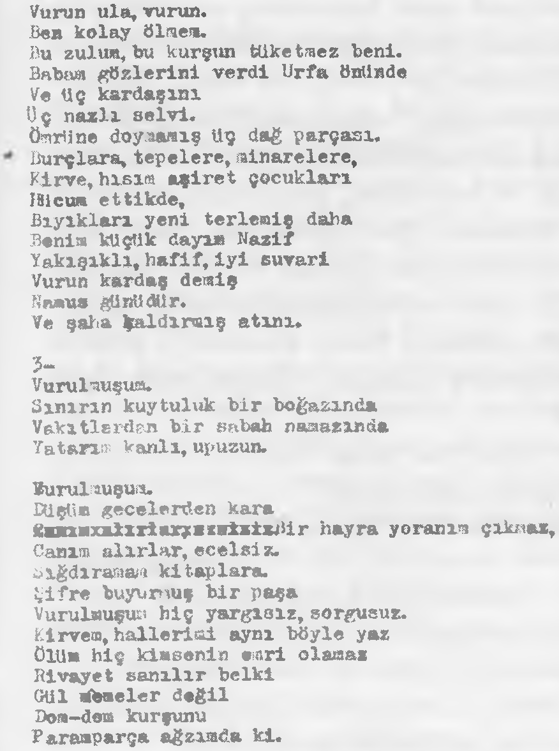 Vurun ula, vurun.
Ben kolay ölmem.
Bu zulum, bu kurşun tüketmez beni.
Babam gözlerini verdi Urfa önünde
Ve üç kardaşını
Üç nazlı selvi.
Ömrüne doymamış üç dağ parçası.
Burçlara, tepelere, minarelere,
Kirve, hısım aşiret çocukları
Hücum ettikde,
Bıyıkları yeni terlemiş daha
Benim küçük dayım Nazif
Yakışıklı, hafif, iyi suvari
Vurun kardaş demiş
Namus günüdür.
Ve şaha kaldırmış atını.
3-
Vurulmuşum.
Sınırın kuytuluk bir boğazında
Vakıtlardan bir sabah namazında
Yatarım kanlı, upuzun.
Vurulmuşum.
Düşüm gecelerden kara
Bir hayra yoranım çıkmaz,
Canım alırlar, ecelsiz.
Sığdıramam kitaplara.
Şifre buyurmuş bir paşa
Vurulmuşum hiç yargısız, sorgusuz.
Kirvem, hallerimi aynı böyle yaz
Ölüm hiç kimsenin emri olamaz
Rivayet sanılır belki
Gül memeler değil
Dom-dom kurşunu
Paramparça ağzımda ki.